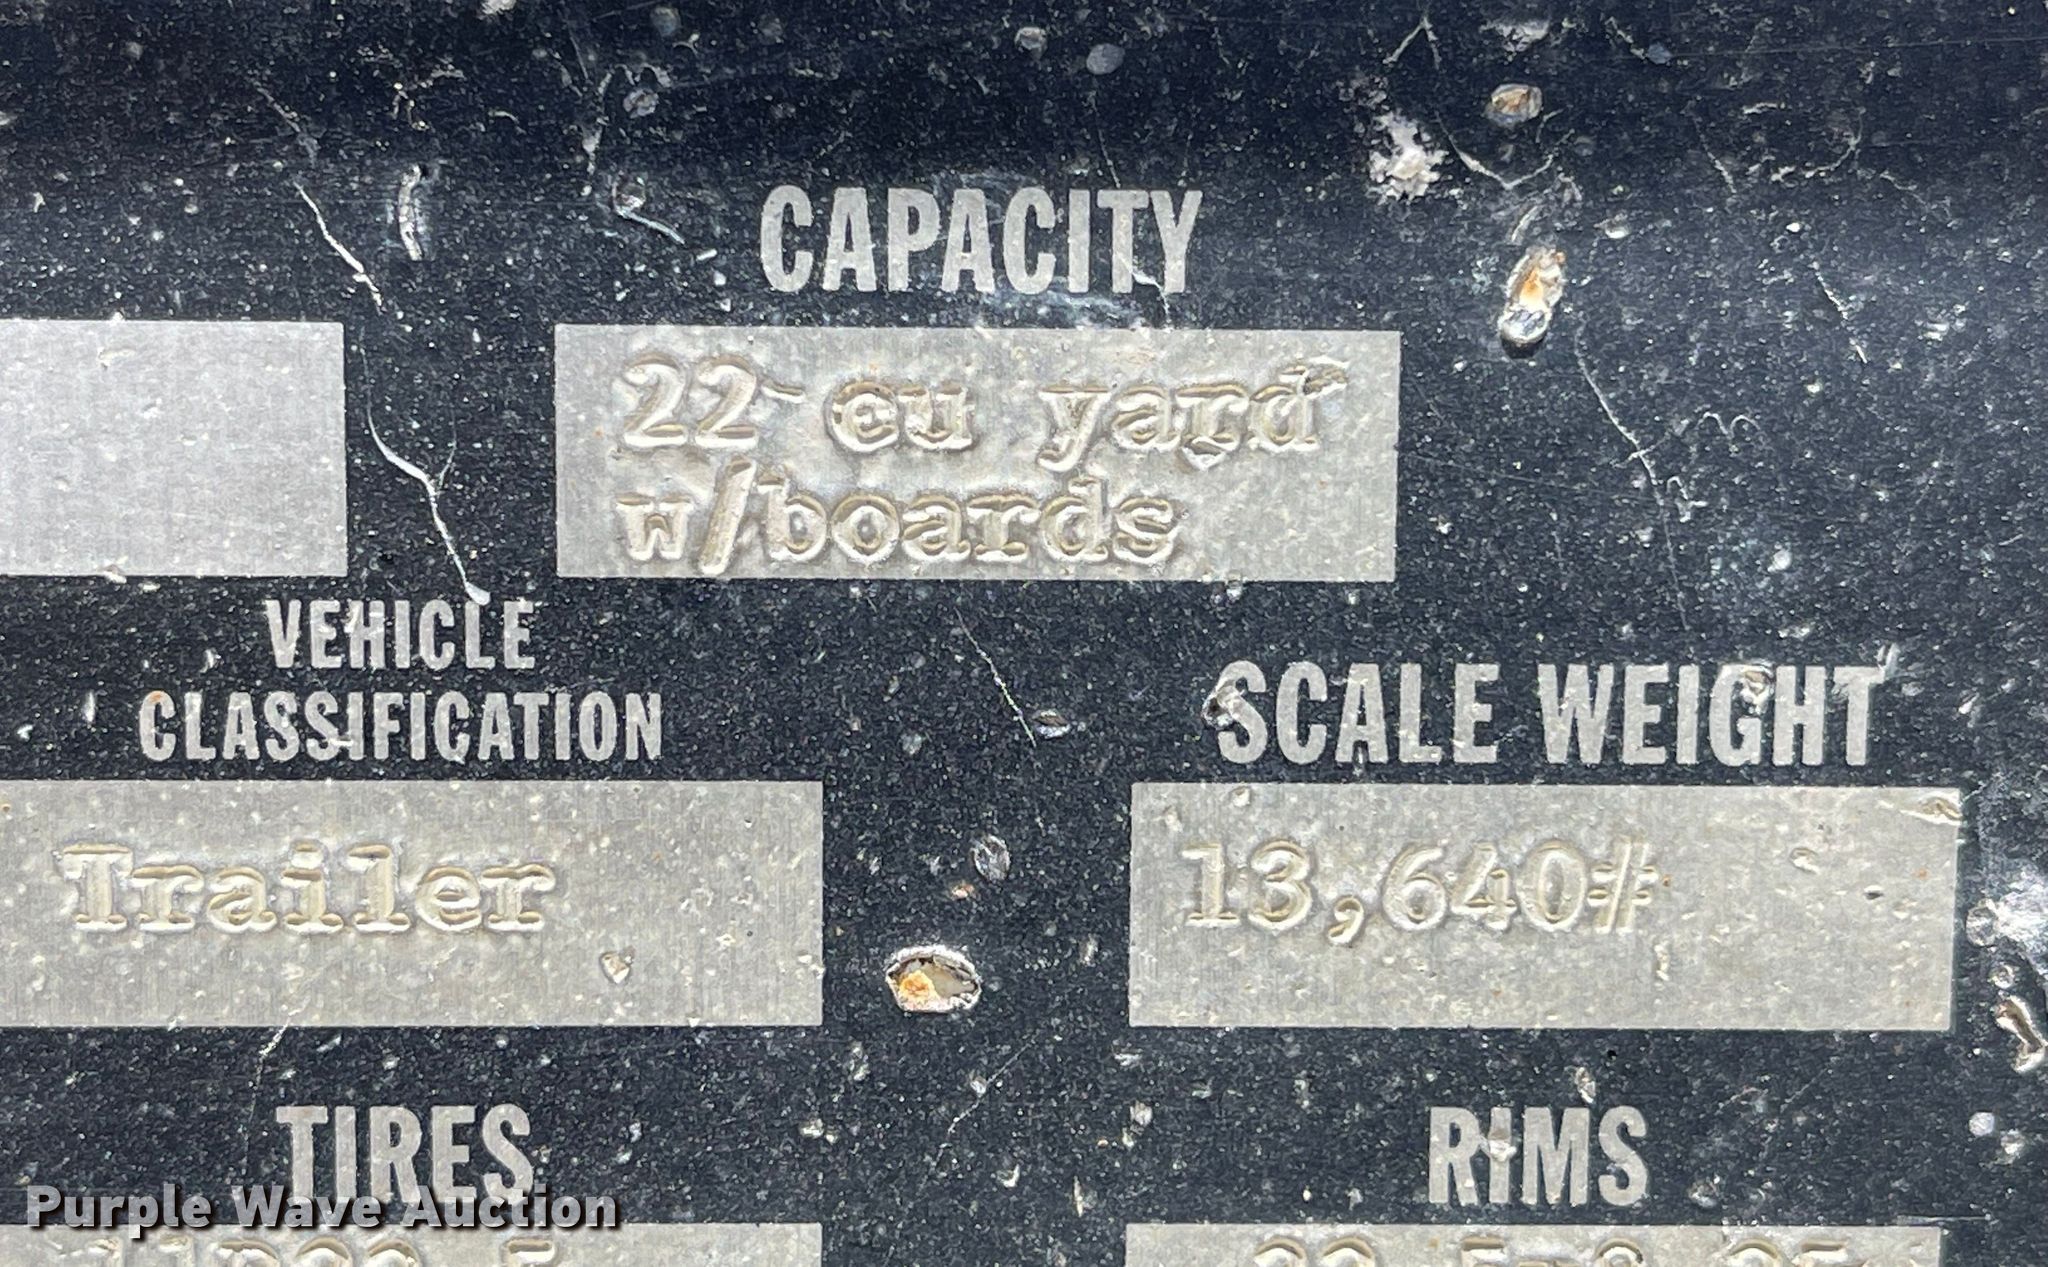 CAPACITY
22 cu yard
w/boards
VEHICLE
CLASSIFICATION
SCALE WEIGHT
Trailer
13,640#
TIRES
RIMS
Purple Wave Auction